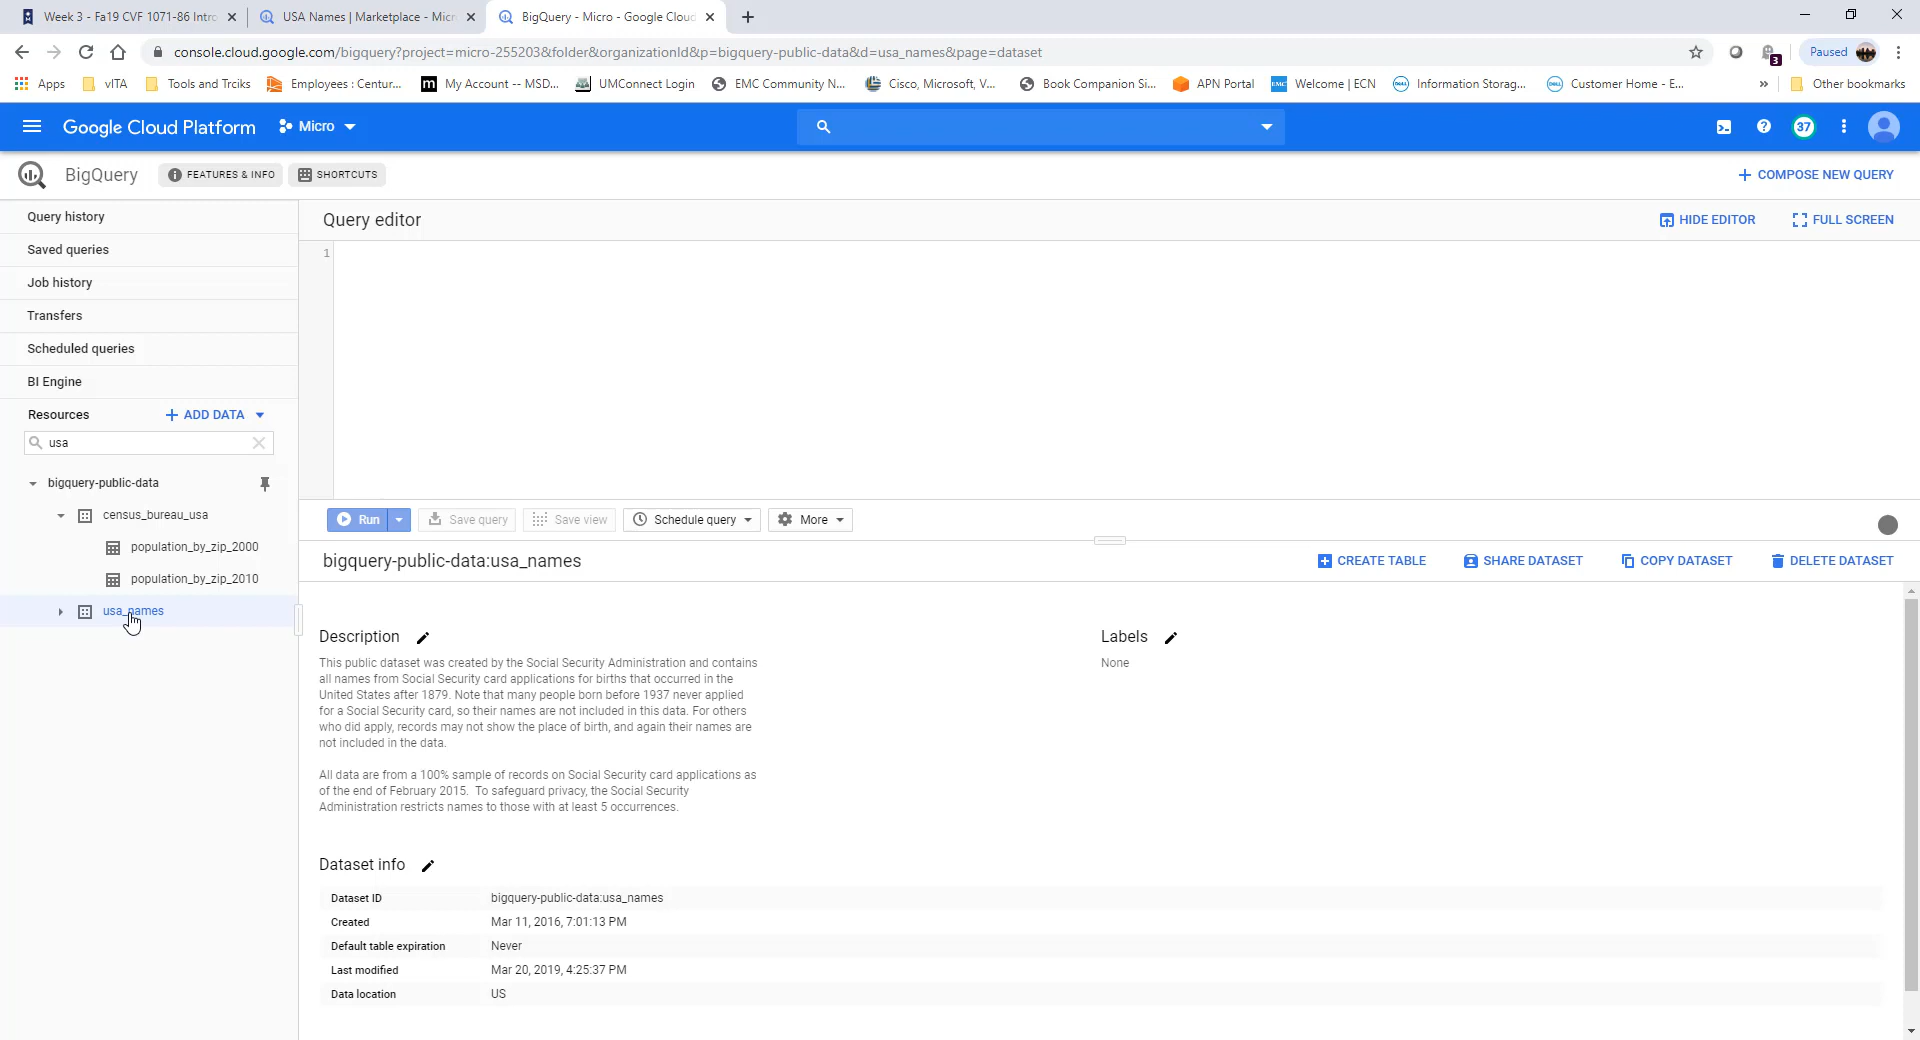 Week 3 - Fa19 CVF 1071-86 Intro
USA Names | Marketplace - Micr
BigQuery - Micro - Google Cloud
console.cloud.google.com/bigquery?project=micro-255203&folder&organizationId&p=bigquery-public-data&d=usa_names&page=dataset
3
Paused
Apps
vITA
Tools and Trciks
Employees : Centur...
m
My Account -- MSD...
UMConnect Login
EMC Community N...
Cisco, Microsoft, V...
Book Companion Si...
APN Portal
EMC
Welcome | ECN
Information Storag...
Customer Home - E...
»
Other bookmarks
Google Cloud Platform
Micro
37
BigQuery
FEATURES & INFO
SHORTCUTS
COMPOSE NEW QUERY
Query history
Saved queries
Job history
Transfers
Scheduled queries
BI Engine
Resources
ADD DATA
usa
bigquery-public-data
census_bureau_usa
population_by_zip_2000
population_by_zip_2010
usa_names
Query editor
HIDE EDITOR
FULL SCREEN
1
Run
Save query
Save view
Schedule query
More
bigquery-public-data:usa_names
CREATE TABLE
SHARE DATASET
COPY DATASET
DELETE DATASET
Description
This public dataset was created by the Social Security Administration and contains
all names from Social Security card applications for births that occurred in the
United States after 1879. Note that many people born before 1937 never applied
for a Social Security card, so their names are not included in this data. For others
who did apply, records may not show the place of birth, and again their names are
not included in the data.
All data are from a 100% sample of records on Social Security card applications as
of the end of February 2015.  To safeguard privacy, the Social Security
Administration restricts names to those with at least 5 occurrences.
Labels
None
Dataset info
Dataset ID bigquery-public-data:usa_names
Created Mar 11, 2016, 7:01:13 PM
Default table expiration Never
Last modified Mar 20, 2019, 4:25:37 PM
Data location US